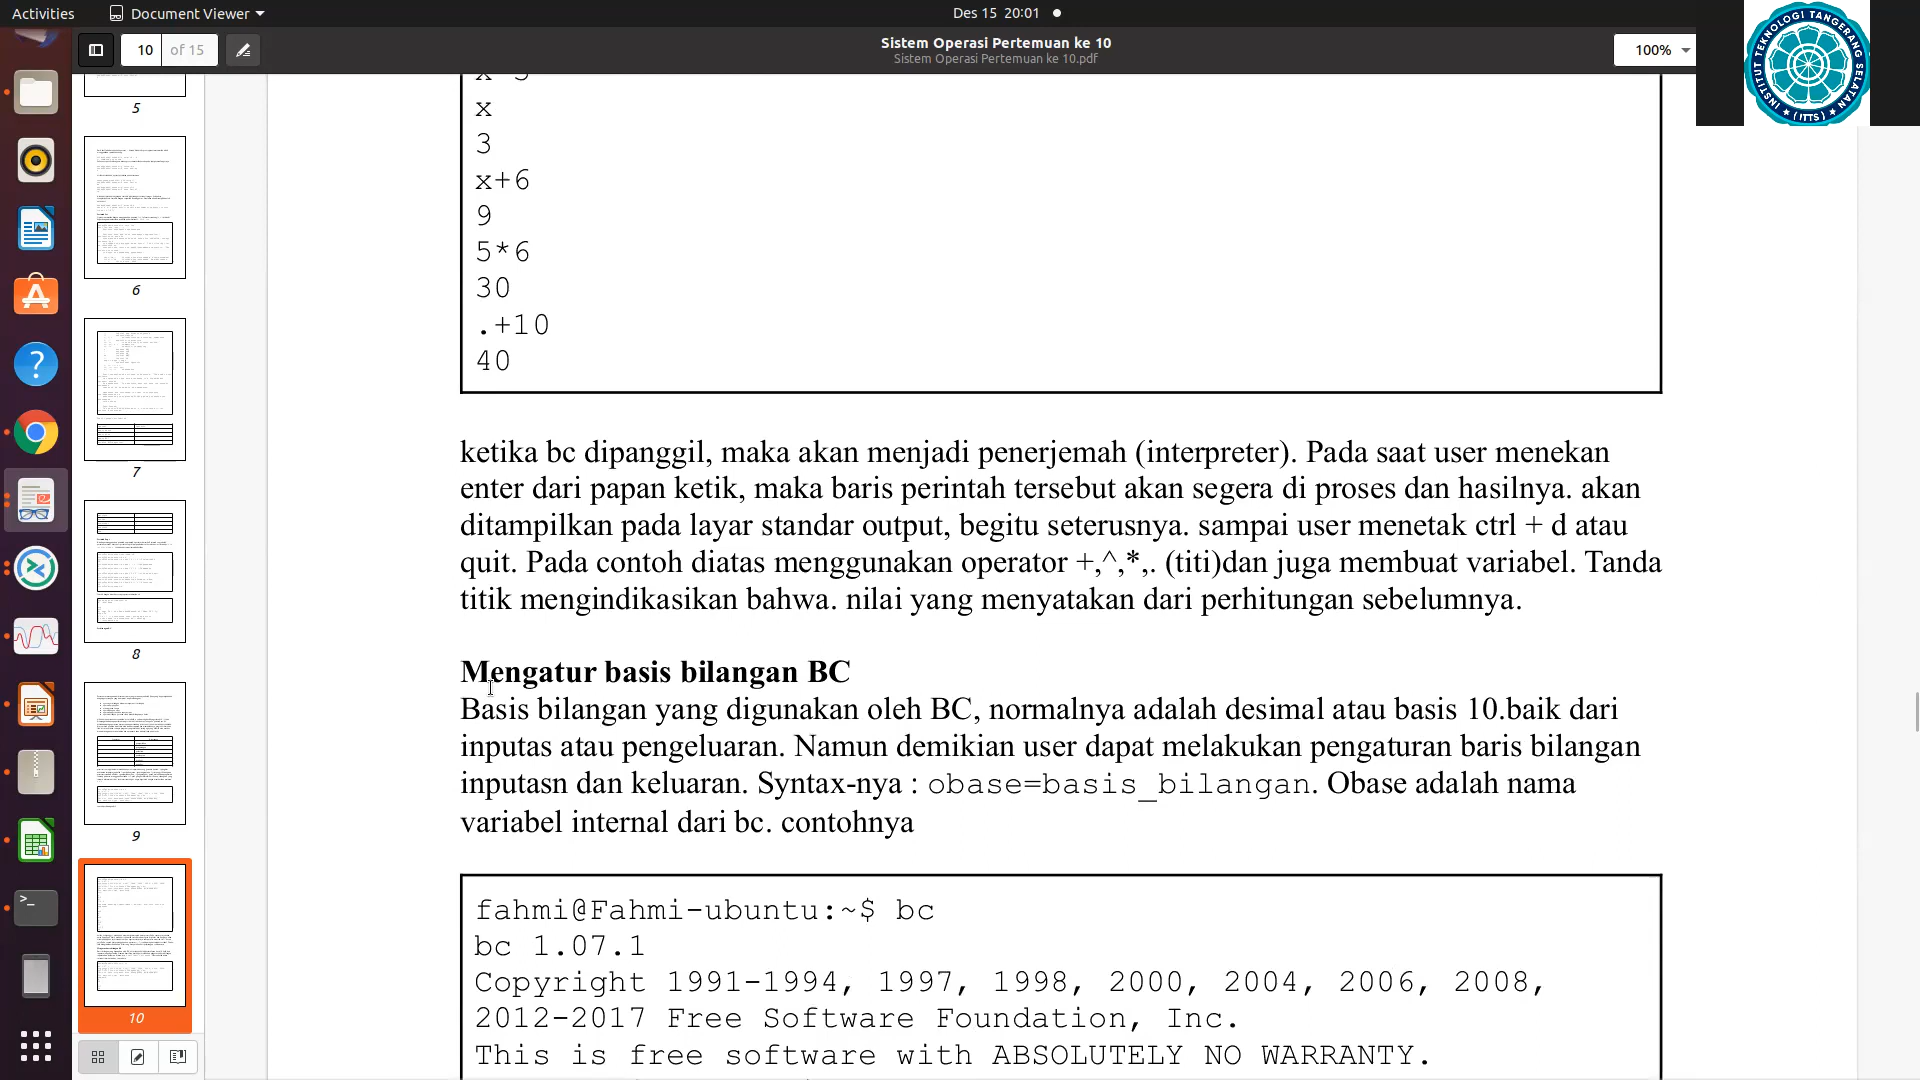 Activities
Document Viewer
Des 15 20:01
10 of 15
Sistem Operasi Pertemuan ke 10
Sistem Operasi Pertemuan ke 10.pdf
100%
INSTITUT TEKNOLOGI TANGERANG SELATAN
(ITTS)
5
6
7
8
9
10
x
3
x+6
9
5*6
30
.+10
40
ketika bc dipanggil, maka akan menjadi penerjemah (interpreter). Pada saat user menekan
enter dari papan ketik, maka baris perintah tersebut akan segera di proses dan hasilnya. akan
ditampilkan pada layar standar output, begitu seterusnya. sampai user menetak ctrl + d atau
quit. Pada contoh diatas menggunakan operator +,^,*,. (titi)dan juga membuat variabel. Tanda
titik mengindikasikan bahwa. nilai yang menyatakan dari perhitungan sebelumnya.
Mengatur basis bilangan BC
Basis bilangan yang digunakan oleh BC, normalnya adalah desimal atau basis 10.baik dari
inputas atau pengeluaran. Namun demikian user dapat melakukan pengaturan baris bilangan
inputasn dan keluaran. Syntax-nya : obase=basis_bilangan. Obase adalah nama
variabel internal dari bc. contohnya
fahmi@Fahmi-ubuntu:~$ bc
bc 1.07.1
Copyright 1991-1994, 1997, 1998, 2000, 2004, 2006, 2008,
2012-2017 Free Software Foundation, Inc.
This is free software with ABSOLUTELY NO WARRANTY.